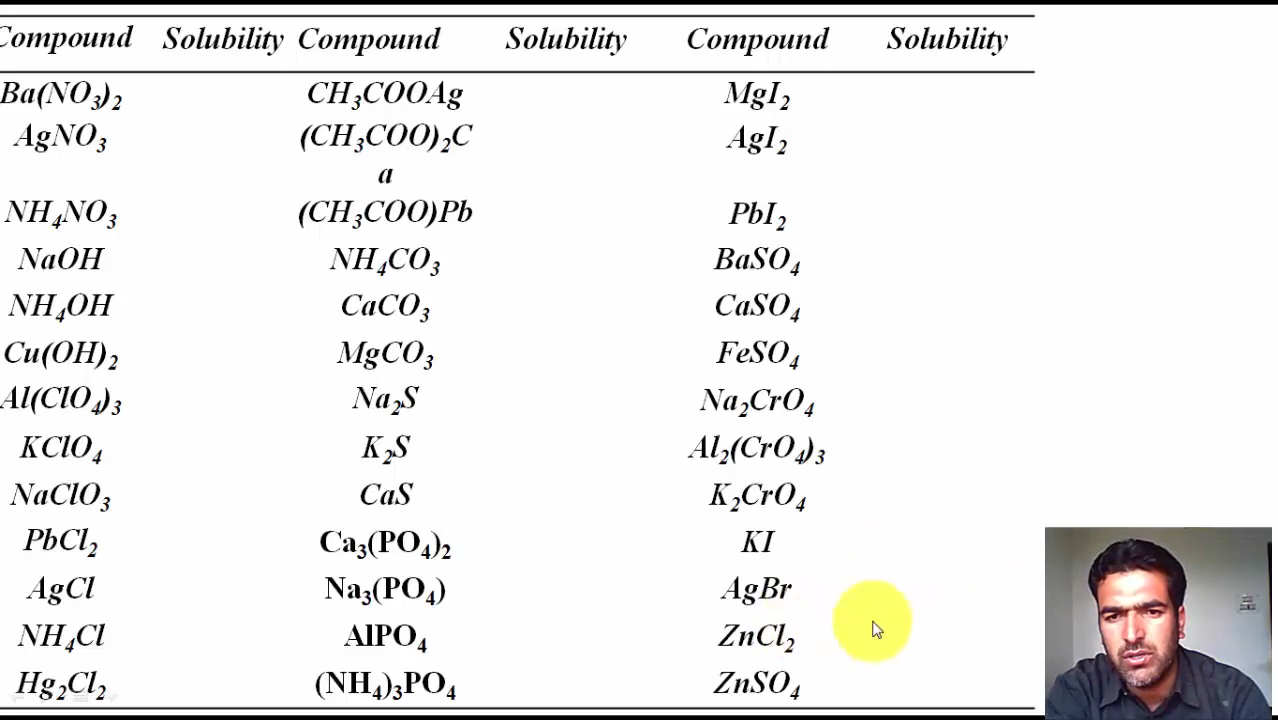 Compound Solubility Compound Solubility Compound Solubility
Ba(NO₃)₂ CH₃COOAg MgI₂
AgNO₃ (CH₃COO)₂C AgI₂
a
NH₄NO₃ (CH₃COO)Pb PbI₂
NaOH NH₄CO₃ BaSO₄
NH₄OH CaCO₃ CaSO₄
Cu(OH)₂ MgCO₃ FeSO₄
Al(ClO₄)₃ Na₂S Na₂CrO₄
KClO₄ K₂S Al₂(CrO₄)₃
NaClO₃ CaS K₂CrO₄
PbCl₂ Ca₃(PO₄)₂ KI
AgCl Na₃(PO₄) AgBr
NH₄Cl AlPO₄ ZnCl₂
Hg₂Cl₂ (NH₄)₃PO₄ ZnSO₄